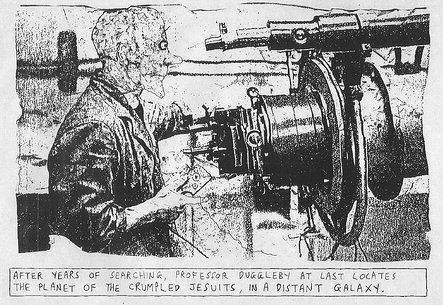 AFTER YEARS OF SEARCHING, PROFESSOR DUGGLEBY AT LAST LOCATES
THE PLANET OF THE CRUMPLED JESUITS, IN A DISTANT GALAXY.